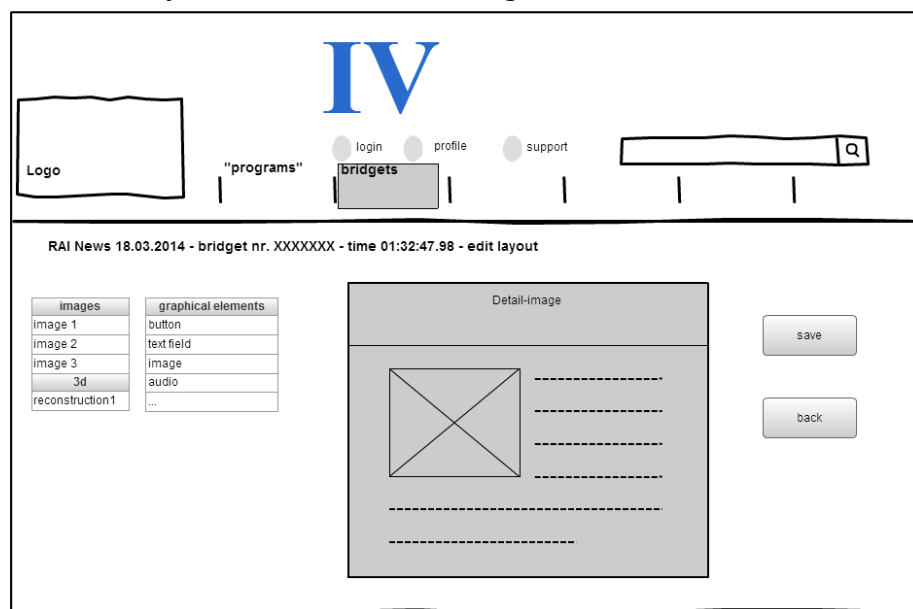 IV
login
profile
support
Logo
"programs"
bridgets
RAI News 18.03.2014 - bridget nr. XXXXXXX - time 01:32:47.98 - edit layout
images
image 1
image 2
image 3
3d
reconstruction1
graphical elements
button
text field
image
audio
...
Detail-image
save
back